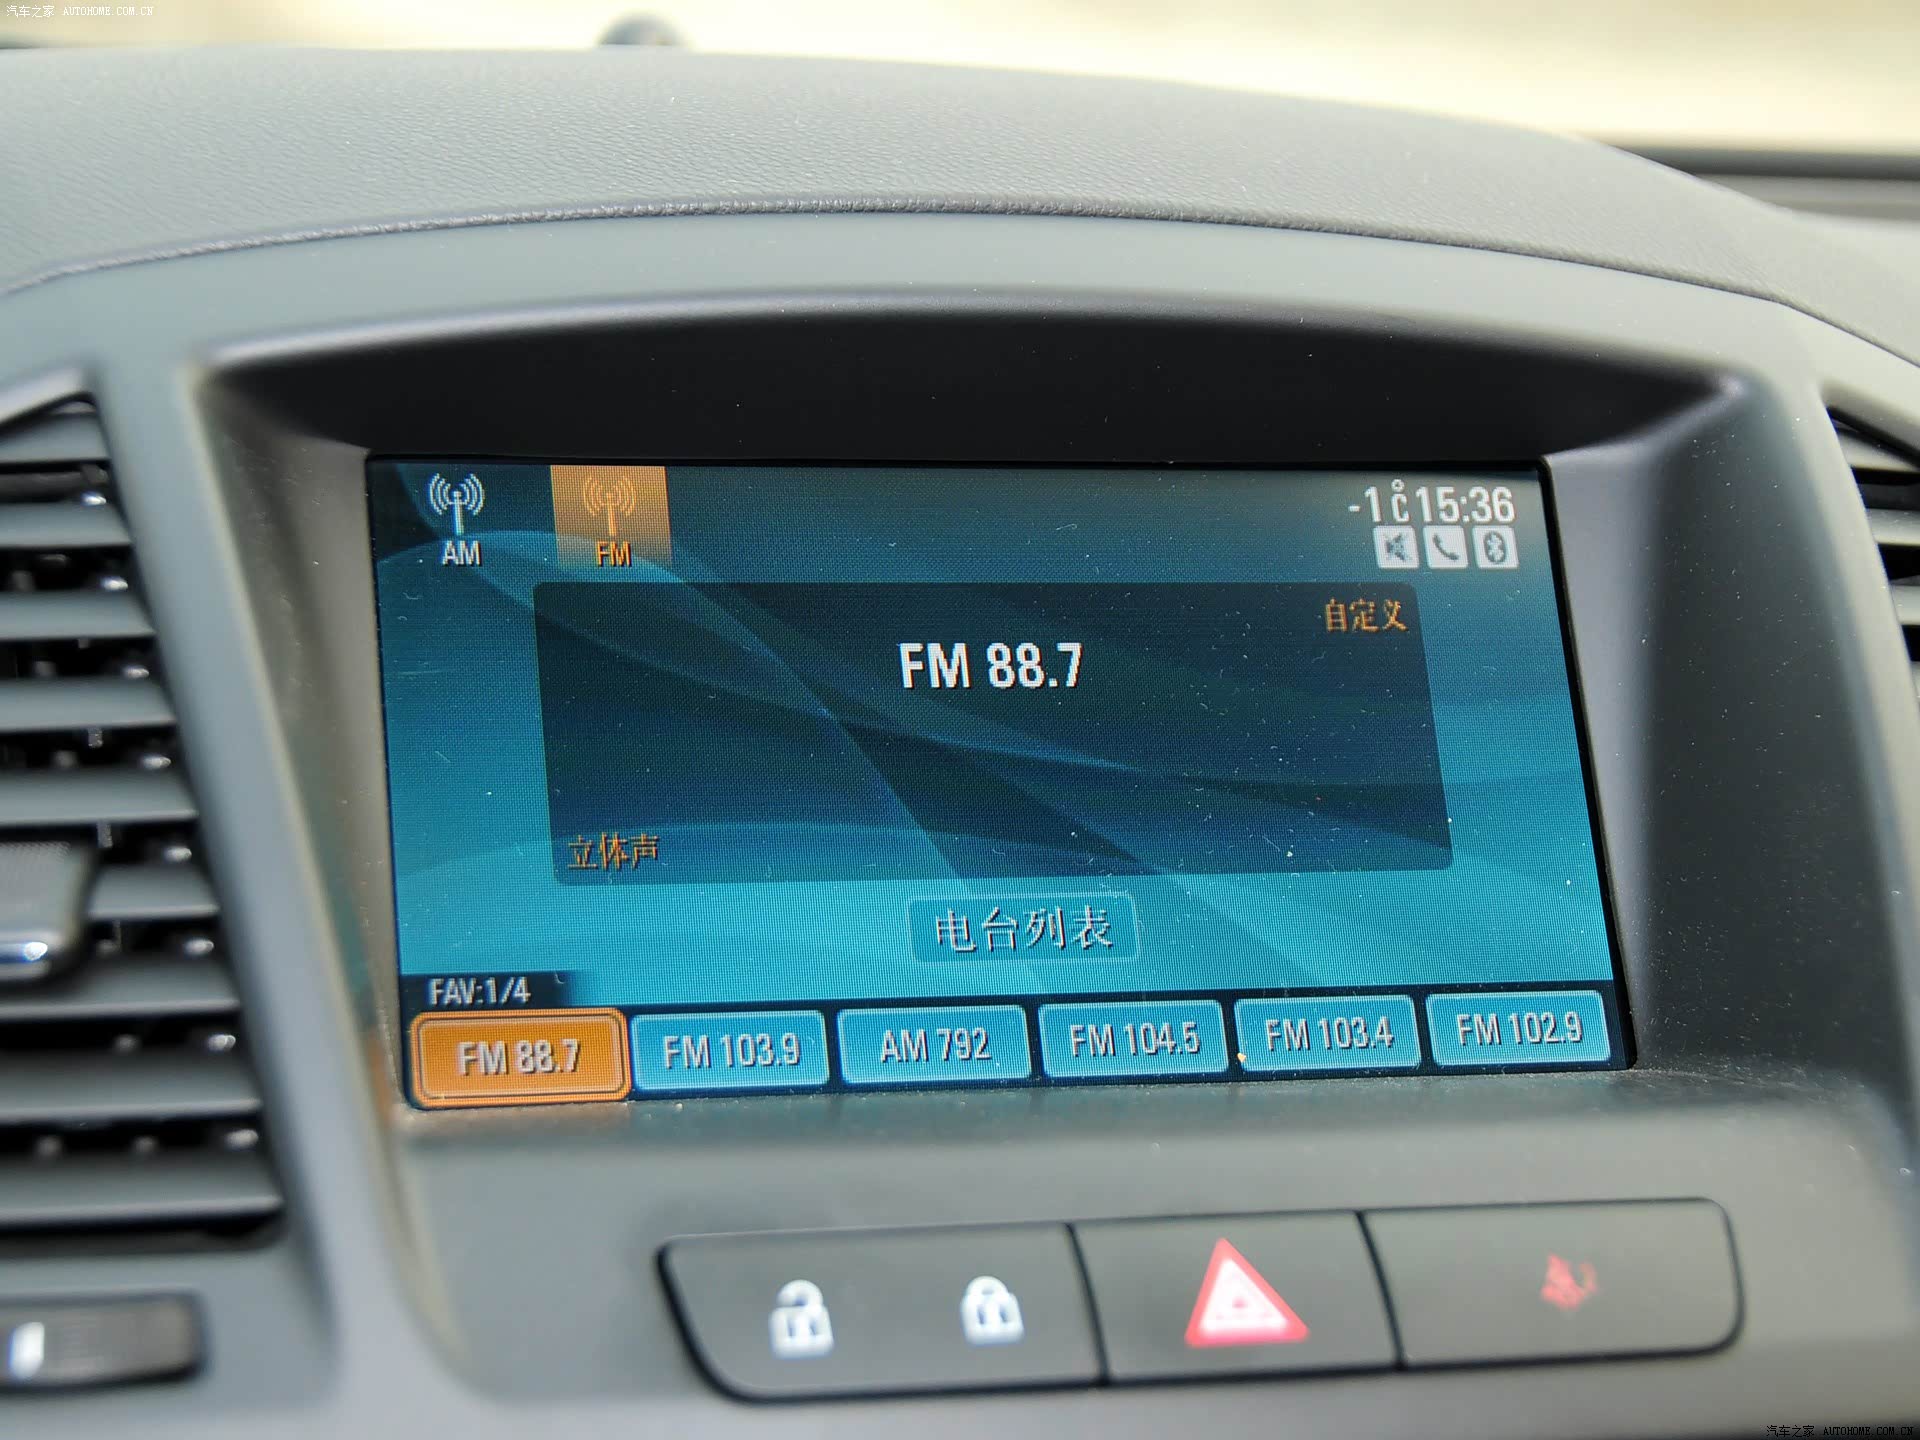 汽车之家 AUTOHOME.COM.CN
AM FM -1℃ 15:36
自定义
FM 88.7
立体声
电台列表
FAV:1/4
FM 88.7 FM 103.9 AM 792 FM 104.5 FM 103.4 FM 102.9
汽车之家 AUTOHOME.COM.CN